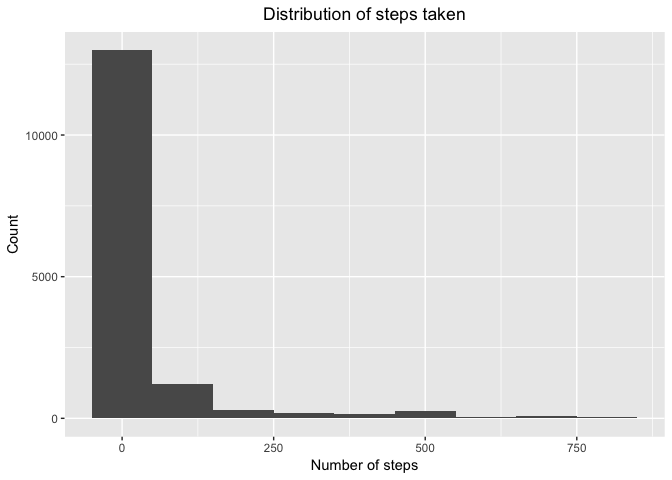 Distribution of steps taken
10000
5000
0
Count
0 250 500 750
Number of steps